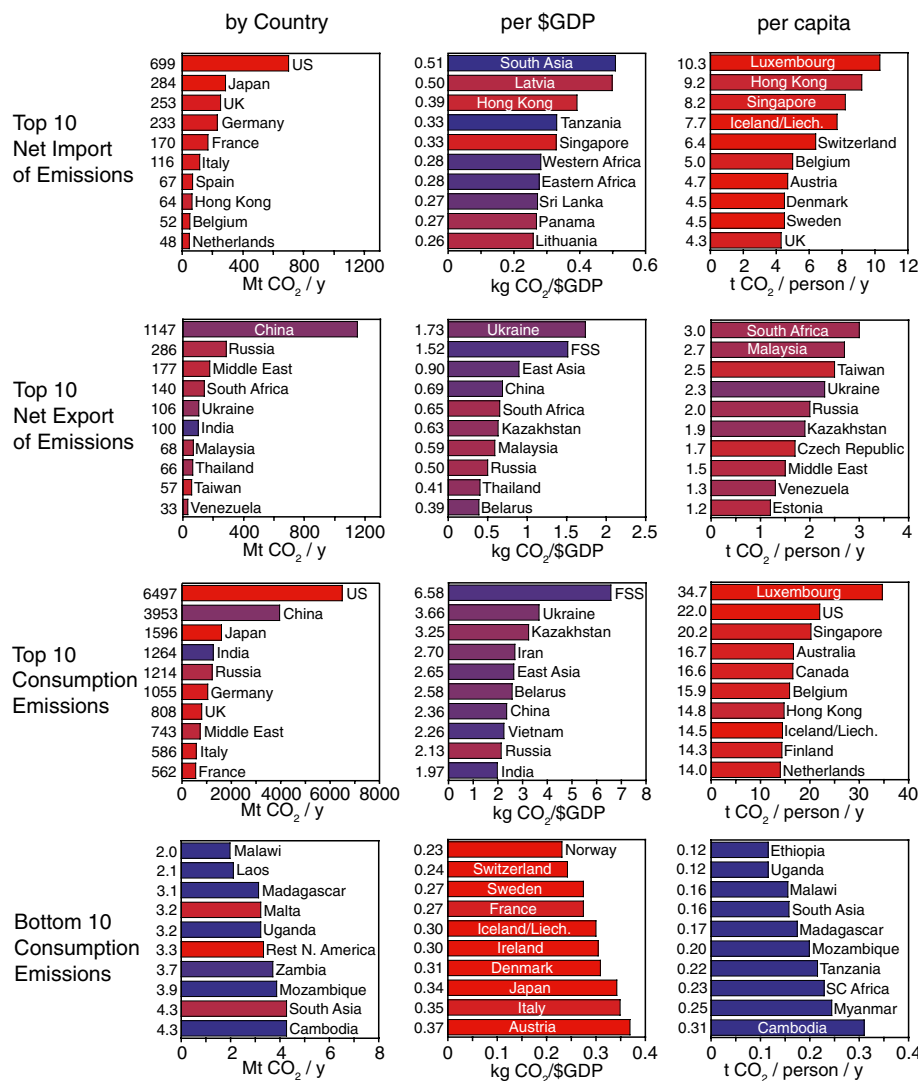 by Country
per $GDP
per capita
Top 10
Net Import
of Emissions
699 US
284 Japan
253 UK
233 Germany
170 France
116 Italy
67 Spain
64 Hong Kong
52 Belgium
48 Netherlands
0 400 800 1200
Mt CO2 / y
0.51 South Asia
0.50 Latvia
0.39 Hong Kong
0.33 Tanzania
0.33 Singapore
0.28 Western Africa
0.28 Eastern Africa
0.27 Sri Lanka
0.27 Panama
0.26 Lithuania
0 0.2 0.4 0.6
kg CO2/$GDP
10.3 Luxembourg
9.2 Hong Kong
8.2 Singapore
7.7 Iceland/Liech.
6.4 Switzerland
5.0 Belgium
4.7 Austria
4.5 Denmark
4.5 Sweden
4.3 UK
0 2 4 6 8 10 12
t CO2 / person / y
Top 10
Net Export
of Emissions
1147 China
286 Russia
177 Middle East
140 South Africa
106 Ukraine
100 India
68 Malaysia
66 Thailand
57 Taiwan
33 Venezuela
0 400 800 1200
Mt CO2 / y
1.73 Ukraine
1.52 FSS
0.90 East Asia
0.69 China
0.65 South Africa
0.63 Kazakhstan
0.59 Malaysia
0.50 Russia
0.41 Thailand
0.39 Belarus
0 0.5 1.0 1.5 2.0 2.5
kg CO2/$GDP
3.0 South Africa
2.7 Malaysia
2.5 Taiwan
2.3 Ukraine
2.0 Russia
1.9 Kazakhstan
1.7 Czech Republic
1.5 Middle East
1.3 Venezuela
1.2 Estonia
0 1 2 3 4
t CO2 / person / y
Top 10
Consumption
Emissions
6497 US
3953 China
1596 Japan
1264 India
1214 Russia
1055 Germany
808 UK
743 Middle East
586 Italy
562 France
0 2000 4000 6000 8000
Mt CO2 / y
6.58 FSS
3.66 Ukraine
3.25 Kazakhstan
2.70 Iran
2.65 East Asia
2.58 Belarus
2.36 China
2.26 Vietnam
2.13 Russia
1.97 India
0 1 2 3 4 5 6 7 8
kg CO2/$GDP
34.7 Luxembourg
22.0 US
20.2 Singapore
16.7 Australia
16.6 Canada
15.9 Belgium
14.8 Hong Kong
14.5 Iceland/Liech.
14.3 Finland
14.0 Netherlands
0 10 20 30 40
t CO2 / person / y
Bottom 10
Consumption
Emissions
2.0 Malawi
2.1 Laos
3.1 Madagascar
3.2 Malta
3.2 Uganda
3.3 Rest N. America
3.7 Zambia
3.9 Mozambique
4.3 South Asia
4.3 Cambodia
0 2 4 6 8
Mt CO2 / y
0.23 Norway
0.24 Switzerland
0.27 Sweden
0.27 France
0.30 Iceland/Liech.
0.30 Ireland
0.31 Denmark
0.34 Japan
0.35 Italy
0.37 Austria
0 0.1 0.2 0.3 0.4
kg CO2/$GDP
0.12 Ethiopia
0.12 Uganda
0.16 Malawi
0.16 South Asia
0.17 Madagascar
0.20 Mozambique
0.22 Tanzania
0.23 SC Africa
0.25 Myanmar
0.31 Cambodia
0 0.1 0.2 0.3 0.4
t CO2 / person / y